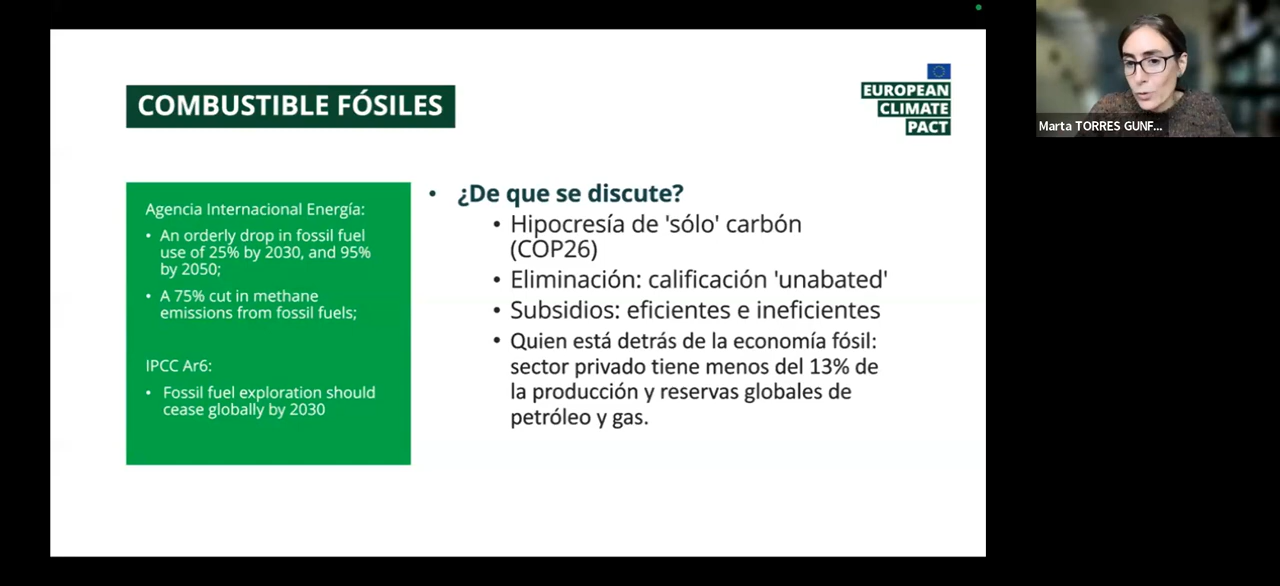 COMBUSTIBLE FÓSILES
EUROPEAN
CLIMATE
PACT
Agencia Internacional Energía:
• An orderly drop in fossil fuel
use of 25% by 2030, and 95%
by 2050;
• A 75% cut in methane
emissions from fossil fuels;
IPCC Ar6:
• Fossil fuel exploration should
cease globally by 2030
• ¿De que se discute?
• Hipocresía de 'sólo' carbón
(COP26)
• Eliminación: calificación 'unabated'
• Subsidios: eficientes e ineficientes
• Quien está detrás de la economía fósil:
sector privado tiene menos del 13% de
la producción y reservas globales de
petróleo y gas.
Marta TORRES GUNF...